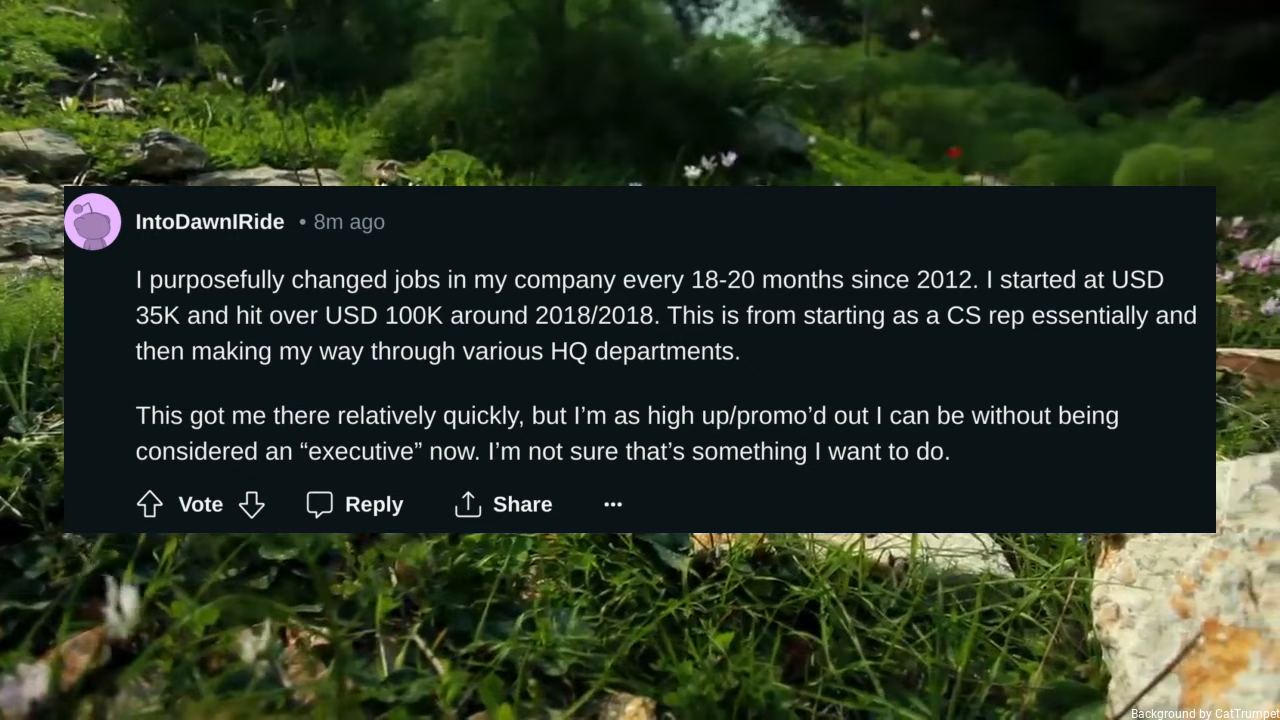 IntoDawnIRide • 8m ago
I purposefully changed jobs in my company every 18-20 months since 2012. I started at USD
35K and hit over USD 100K around 2018/2018. This is from starting as a CS rep essentially and
then making my way through various HQ departments.
This got me there relatively quickly, but I’m as high up/promo’d out I can be without being
considered an “executive” now. I’m not sure that’s something I want to do.
Vote Reply Share ···
Background by CatTrumpet